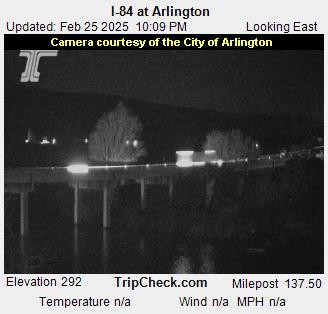 I-84 at Arlington
Updated: Feb 25 2025  10:09 PM  Looking East
Camera courtesy of the City of Arlington
Elevation 292  TripCheck.com  Milepost 137.50
Temperature n/a  Wind n/a  MPH n/a